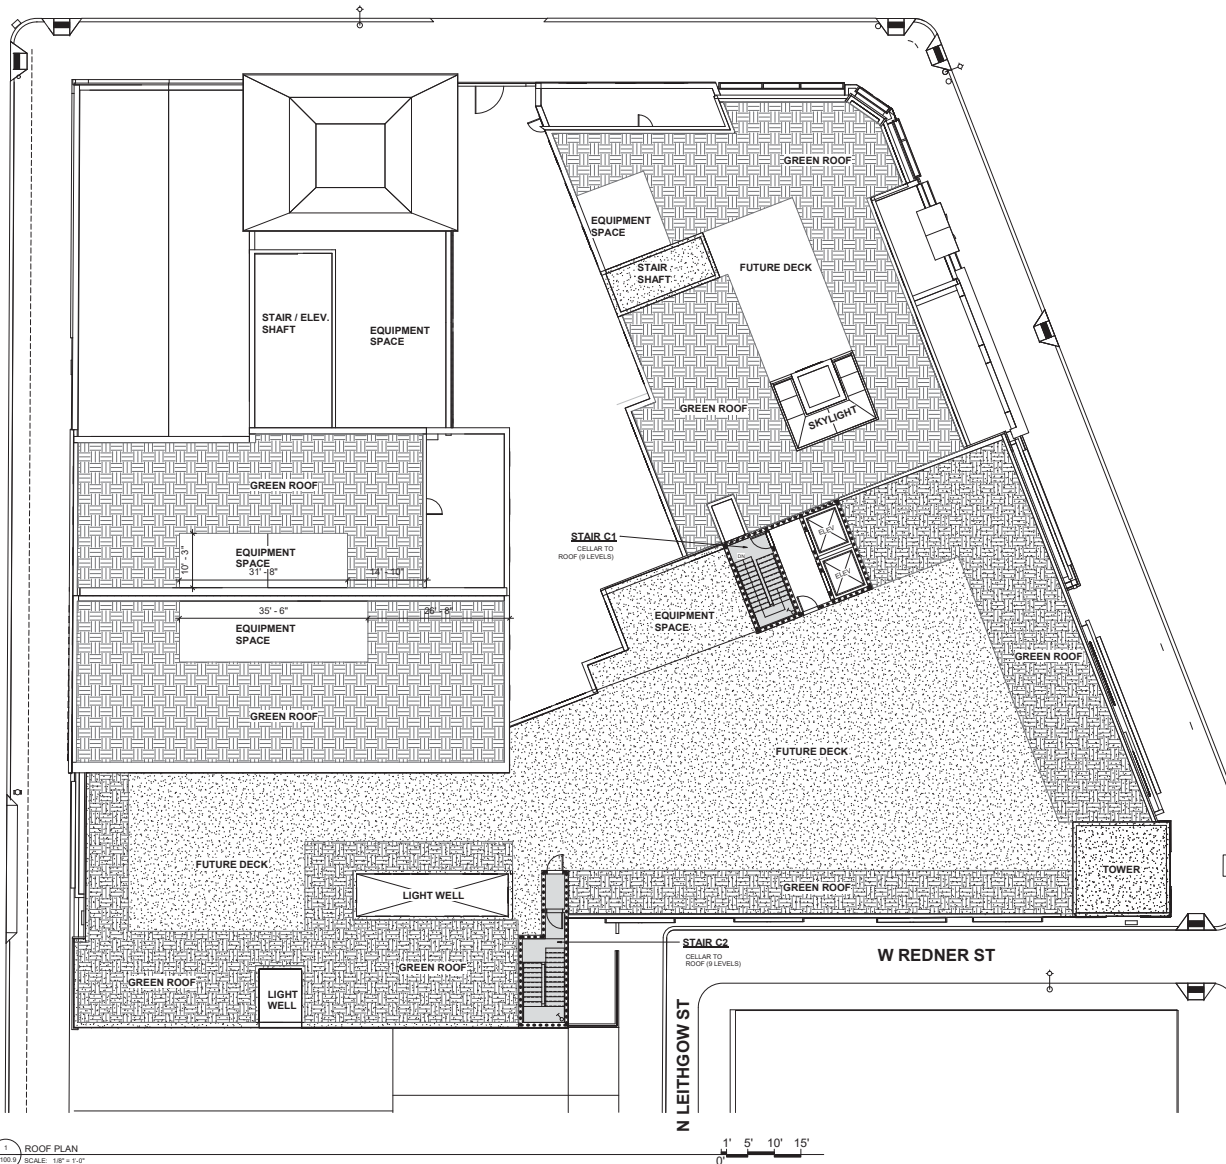 GREEN ROOF
EQUIPMENT
SPACE
STAIR
SHAFT
FUTURE DECK
STAIR / ELEV.
SHAFT
EQUIPMENT
SPACE
GREEN ROOF
SKYLIGHT
GREEN ROOF
STAIR C1
CELLAR TO
ROOF (9 LEVELS)
DN
ELEV
ELEV
10' - 3"
EQUIPMENT
SPACE
31' - 8"
14' - 10"
35' - 6"
26' - 8"
EQUIPMENT
SPACE
EQUIPMENT
SPACE
GREEN ROOF
GREEN ROOF
FUTURE DECK
FUTURE DECK
LIGHT WELL
GREEN ROOF
TOWER
STAIR C2
CELLAR TO
ROOF (9 LEVELS)
W REDNER ST
GREEN ROOF
GREEN ROOF
LIGHT
WELL
N LEITHGOW ST
1
100.9
ROOF PLAN
SCALE: 1/8" = 1'-0"
1' 5' 10' 15'
0'